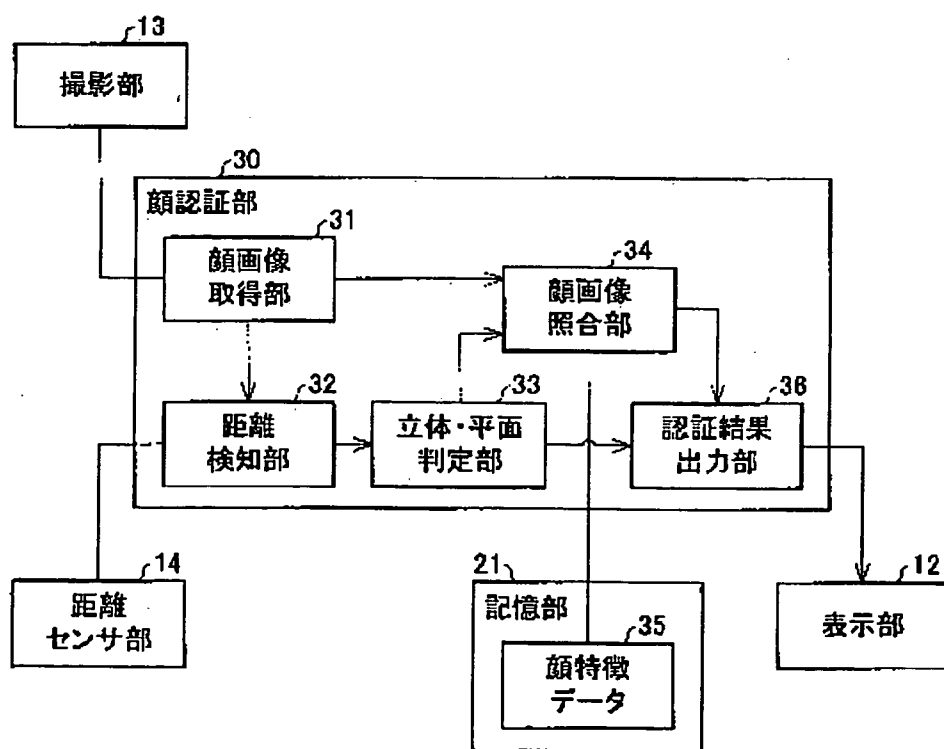 13
撮影部
30
顔認証部
31
顔画像
取得部
34
顔画像
照合部
32
距離
検知部
33
立体・平面
判定部
36
認証結果
出力部
14
距離
センサ部
21
記憶部
35
顔特徴
データ
12
表示部